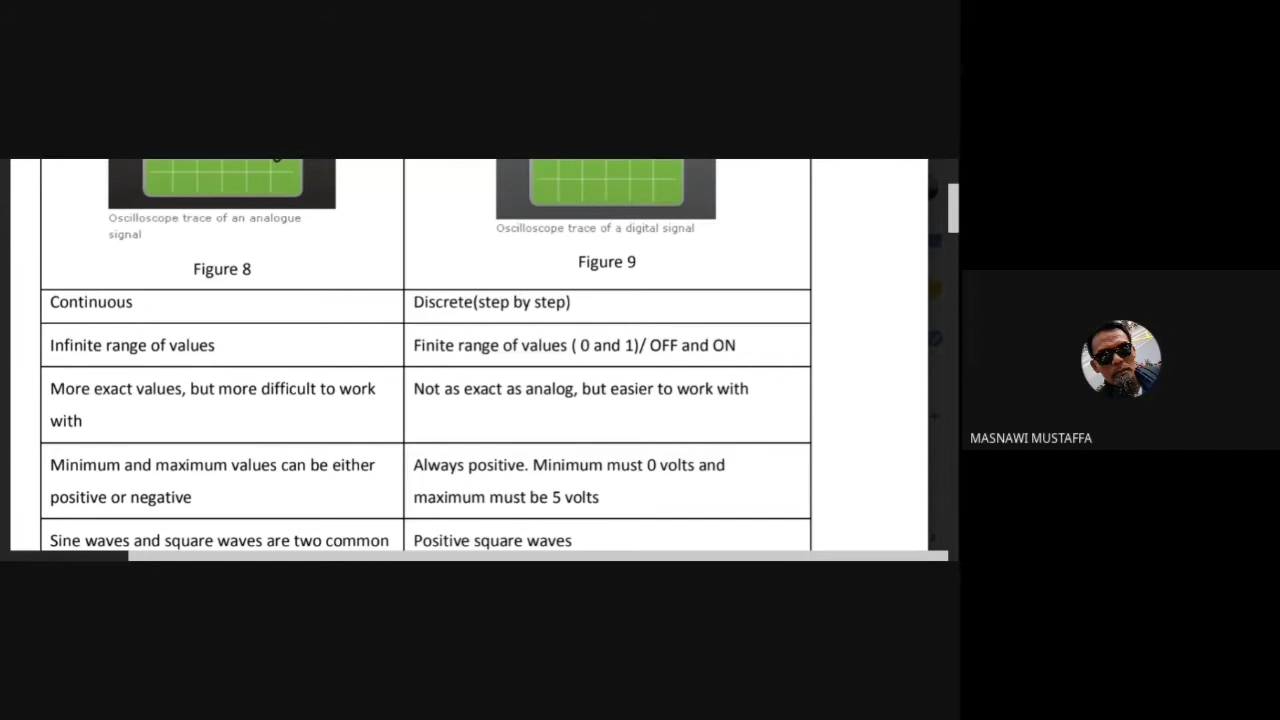 Oscilloscope trace of an analogue
signal
Figure 8
Oscilloscope trace of a digital signal
Figure 9
Continuous
Discrete(step by step)
Infinite range of values
Finite range of values ( 0 and 1)/ OFF and ON
More exact values, but more difficult to work
with
Not as exact as analog, but easier to work with
Minimum and maximum values can be either
positive or negative
Always positive. Minimum must 0 volts and
maximum must be 5 volts
Sine waves and square waves are two common
Positive square waves
MASNAWI MUSTAFFA